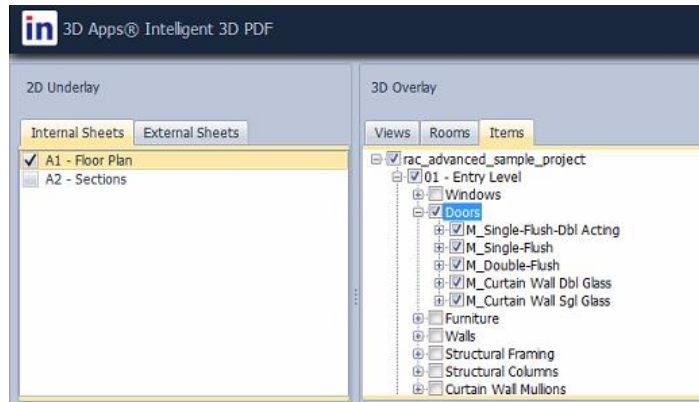 in 3D Apps® Intelligent 3D PDF
2D Underlay
Internal Sheets External Sheets
A1 - Floor Plan
A2 - Sections
3D Overlay
Views Rooms Items
rac_advanced_sample_project
01 - Entry Level
Windows
Doors
M_Single-Flush-Dbl Acting
M_Single-Flush
M_Double-Flush
M_Curtain Wall Dbl Glass
M_Curtain Wall Sgl Glass
Furniture
Walls
Structural Framing
Structural Columns
Curtain Wall Mullions